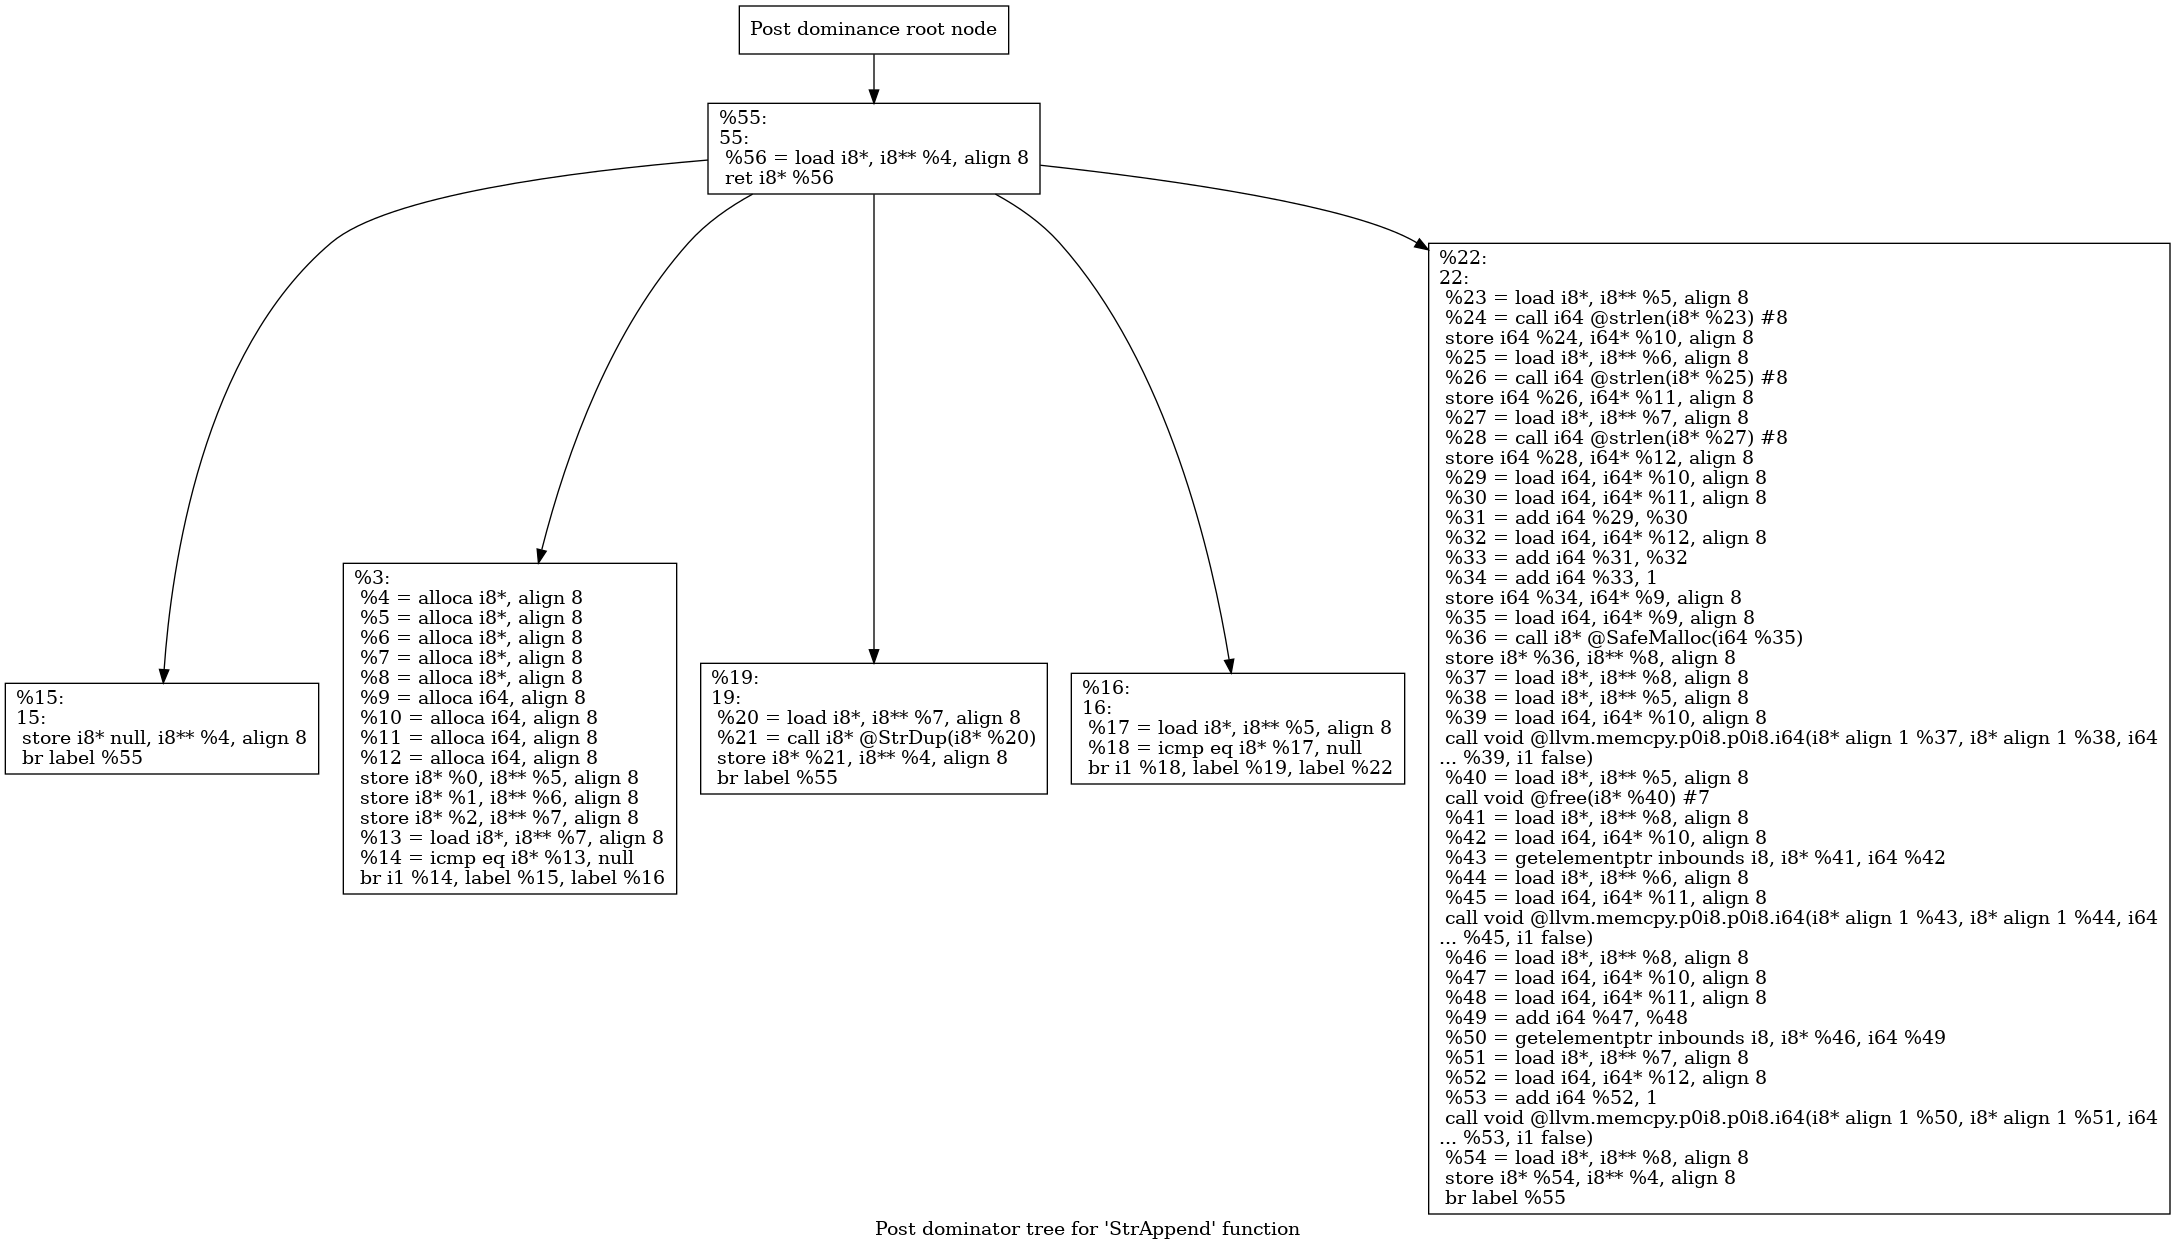 Post dominance root node
%55:
55:
%56 = load i8*, i8** %4, align 8
ret i8* %56
%15:
15:
store i8* null, i8** %4, align 8
br label %55
%3:
%4 = alloca i8*, align 8
%5 = alloca i8*, align 8
%6 = alloca i8*, align 8
%7 = alloca i8*, align 8
%8 = alloca i8*, align 8
%9 = alloca i64, align 8
%10 = alloca i64, align 8
%11 = alloca i64, align 8
%12 = alloca i64, align 8
store i8* %0, i8** %5, align 8
store i8* %1, i8** %6, align 8
store i8* %2, i8** %7, align 8
%13 = load i8*, i8** %7, align 8
%14 = icmp eq i8* %13, null
br i1 %14, label %15, label %16
%19:
19:
%20 = load i8*, i8** %7, align 8
%21 = call i8* @StrDup(i8* %20)
store i8* %21, i8** %4, align 8
br label %55
%16:
16:
%17 = load i8*, i8** %5, align 8
%18 = icmp eq i8* %17, null
br i1 %18, label %19, label %22
%22:
22:
%23 = load i8*, i8** %5, align 8
%24 = call i64 @strlen(i8* %23) #8
store i64 %24, i64* %10, align 8
%25 = load i8*, i8** %6, align 8
%26 = call i64 @strlen(i8* %25) #8
store i64 %26, i64* %11, align 8
%27 = load i8*, i8** %7, align 8
%28 = call i64 @strlen(i8* %27) #8
store i64 %28, i64* %12, align 8
%29 = load i64, i64* %10, align 8
%30 = load i64, i64* %11, align 8
%31 = add i64 %29, %30
%32 = load i64, i64* %12, align 8
%33 = add i64 %31, %32
%34 = add i64 %33, 1
store i64 %34, i64* %9, align 8
%35 = load i64, i64* %9, align 8
%36 = call i8* @SafeMalloc(i64 %35)
store i8* %36, i8** %8, align 8
%37 = load i8*, i8** %8, align 8
%38 = load i8*, i8** %5, align 8
%39 = load i64, i64* %10, align 8
call void @llvm.memcpy.p0i8.p0i8.i64(i8* align 1 %37, i8* align 1 %38, i64
... %39, i1 false)
%40 = load i8*, i8** %5, align 8
call void @free(i8* %40) #7
%41 = load i8*, i8** %8, align 8
%42 = load i64, i64* %10, align 8
%43 = getelementptr inbounds i8, i8* %41, i64 %42
%44 = load i8*, i8** %6, align 8
%45 = load i64, i64* %11, align 8
call void @llvm.memcpy.p0i8.p0i8.i64(i8* align 1 %43, i8* align 1 %44, i64
... %45, i1 false)
%46 = load i8*, i8** %8, align 8
%47 = load i64, i64* %10, align 8
%48 = load i64, i64* %11, align 8
%49 = add i64 %47, %48
%50 = getelementptr inbounds i8, i8* %46, i64 %49
%51 = load i8*, i8** %7, align 8
%52 = load i64, i64* %12, align 8
%53 = add i64 %52, 1
call void @llvm.memcpy.p0i8.p0i8.i64(i8* align 1 %50, i8* align 1 %51, i64
... %53, i1 false)
%54 = load i8*, i8** %8, align 8
store i8* %54, i8** %4, align 8
br label %55
Post dominator tree for 'StrAppend' function